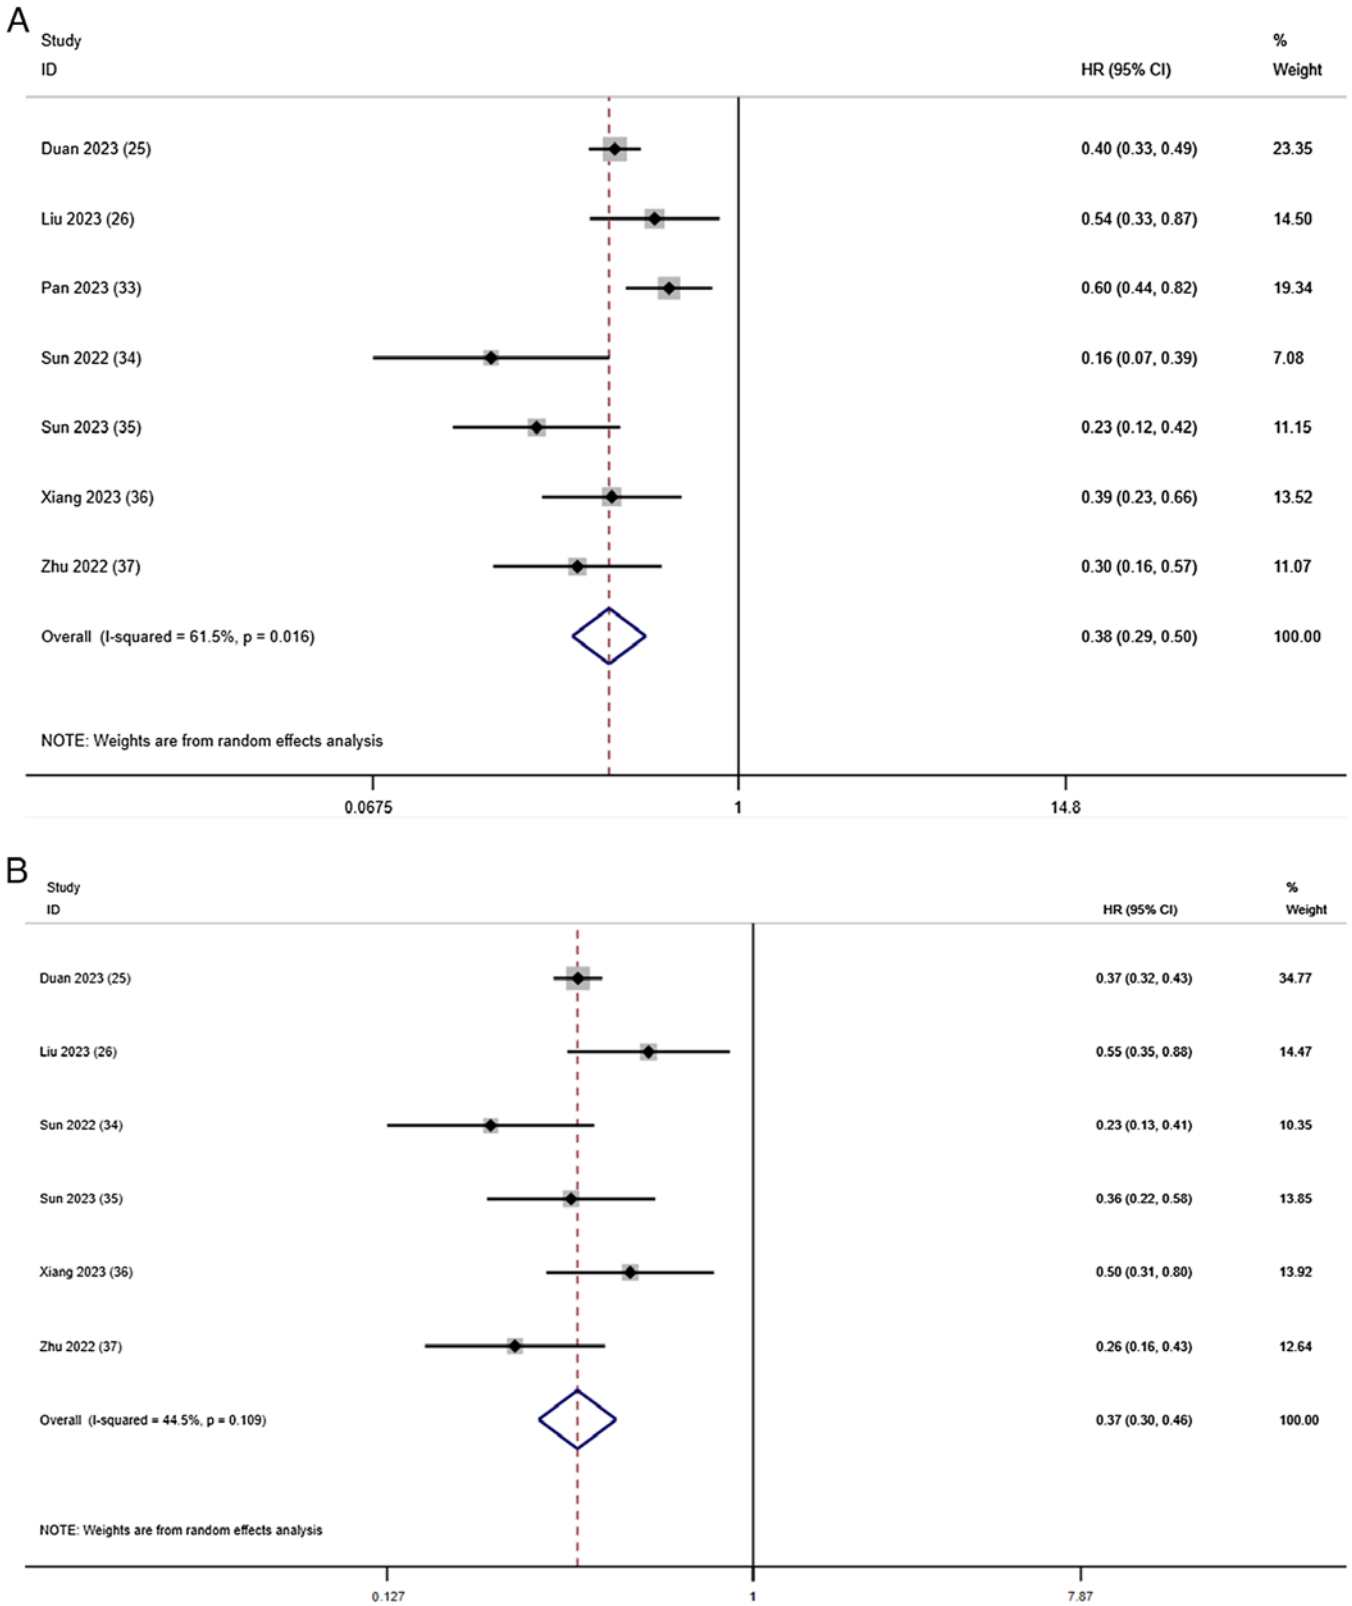 A
Study % 
ID HR (95% CI) Weight
Duan 2023 (25) 0.40 (0.33, 0.49) 23.35
Liu 2023 (26) 0.54 (0.33, 0.87) 14.50
Pan 2023 (33) 0.60 (0.44, 0.82) 19.34
Sun 2022 (34) 0.16 (0.07, 0.39) 7.08
Sun 2023 (35) 0.23 (0.12, 0.42) 11.15
Xiang 2023 (36) 0.39 (0.23, 0.66) 13.52
Zhu 2022 (37) 0.30 (0.16, 0.57) 11.07
Overall (I-squared = 61.5%, p = 0.016) 0.38 (0.29, 0.50) 100.00
NOTE: Weights are from random effects analysis
0.0675 1 14.8
B
Study %
ID HR (95% CI) Weight
Duan 2023 (25) 0.37 (0.32, 0.43) 34.77
Liu 2023 (26) 0.55 (0.35, 0.88) 14.47
Sun 2022 (34) 0.23 (0.13, 0.41) 10.35
Sun 2023 (35) 0.36 (0.22, 0.58) 13.85
Xiang 2023 (36) 0.50 (0.31, 0.80) 13.92
Zhu 2022 (37) 0.26 (0.16, 0.43) 12.64
Overall (I-squared = 44.5%, p = 0.109) 0.37 (0.30, 0.46) 100.00
NOTE: Weights are from random effects analysis
0.127 1 7.87